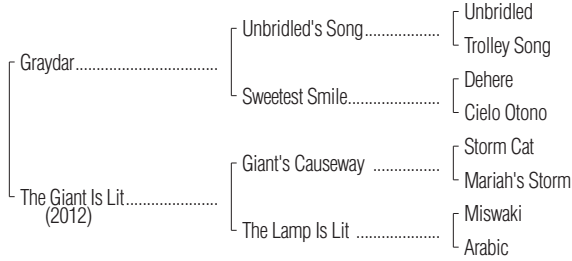 Unbridled
Unbridled's Song..................
Trolley Song
Graydar..................................
Dehere
Sweetest Smile......................
Cielo Otono
Storm Cat
Giant's Causeway ................
Mariah's Storm
The Giant Is Lit......................
(2012)
Miswaki
The Lamp Is Lit ....................
Arabic